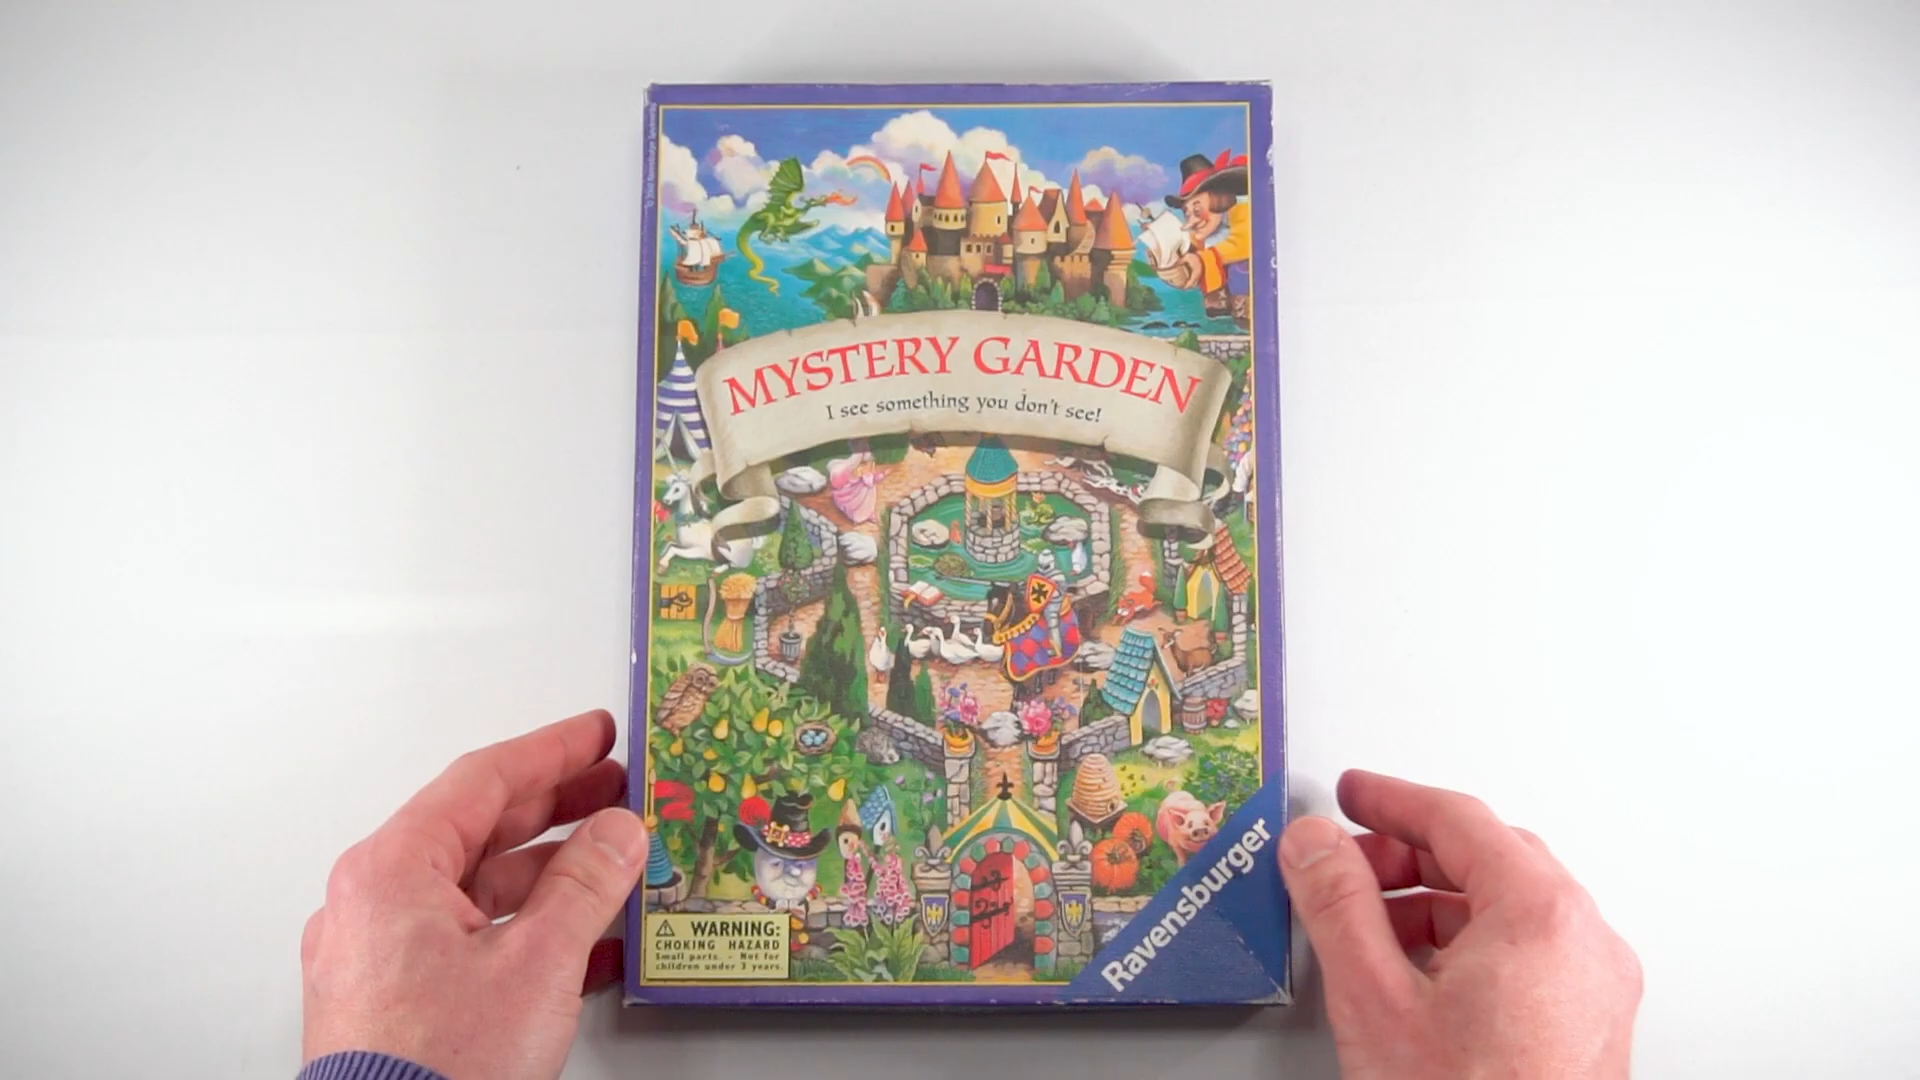 MYSTERY GARDEN
I see something you don't see!
WARNING:
CHOKING HAZARD
Small parts. - Not for
children under 3 years.
Ravensburger